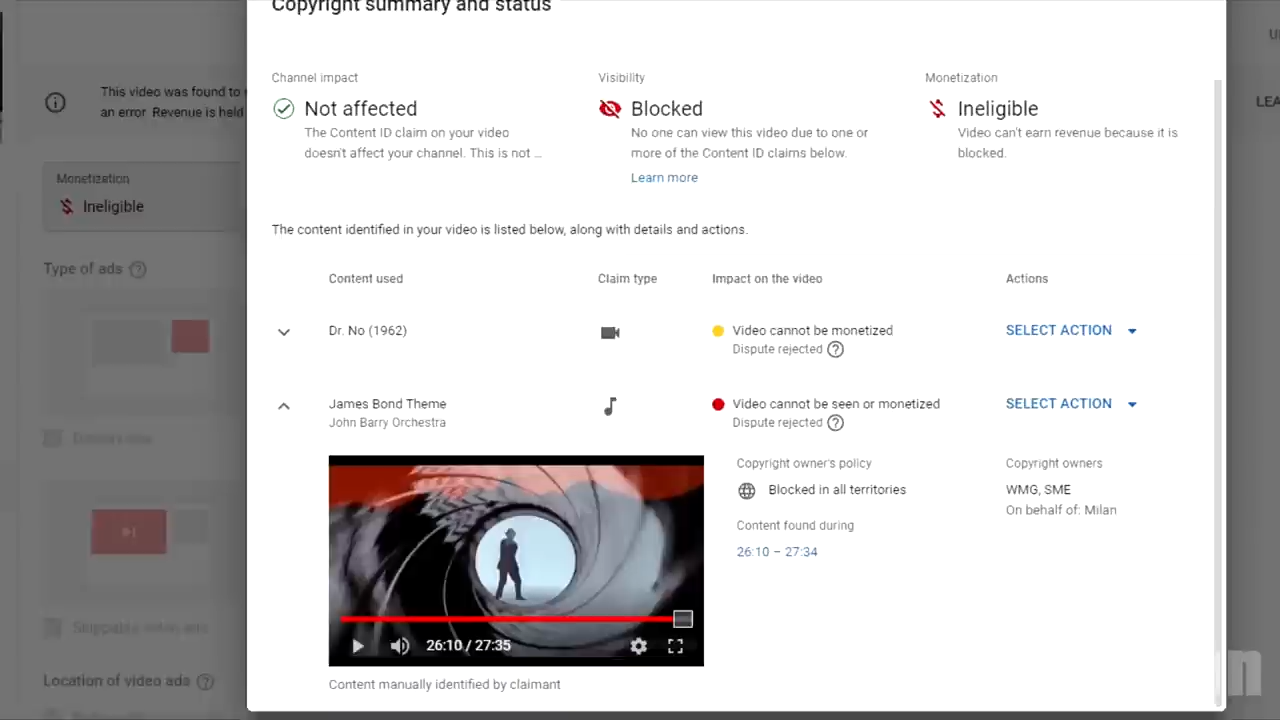 Copyright summary and status
Channel impact
Not affected
The Content ID claim on your video
doesn't affect your channel. This is not ...
Visibility
Blocked
No one can view this video due to one or
more of the Content ID claims below.
Learn more
Monetization
Ineligible
Video can't earn revenue because it is
blocked.
This video was found to
an error. Revenue is held
LEA
Monetization
Ineligible
Type of ads
Skippable video ads
Location of video ads
The content identified in your video is listed below, along with details and actions.
Content used
Claim type
Impact on the video
Actions
Dr. No (1962)
Video cannot be monetized
Dispute rejected
SELECT ACTION
James Bond Theme
John Barry Orchestra
Video cannot be seen or monetized
Dispute rejected
SELECT ACTION
Copyright owner's policy
Blocked in all territories
Content found during
26:10 – 27:34
Copyright owners
WMG, SME
On behalf of: Milan
26:10 / 27:35
Content manually identified by claimant